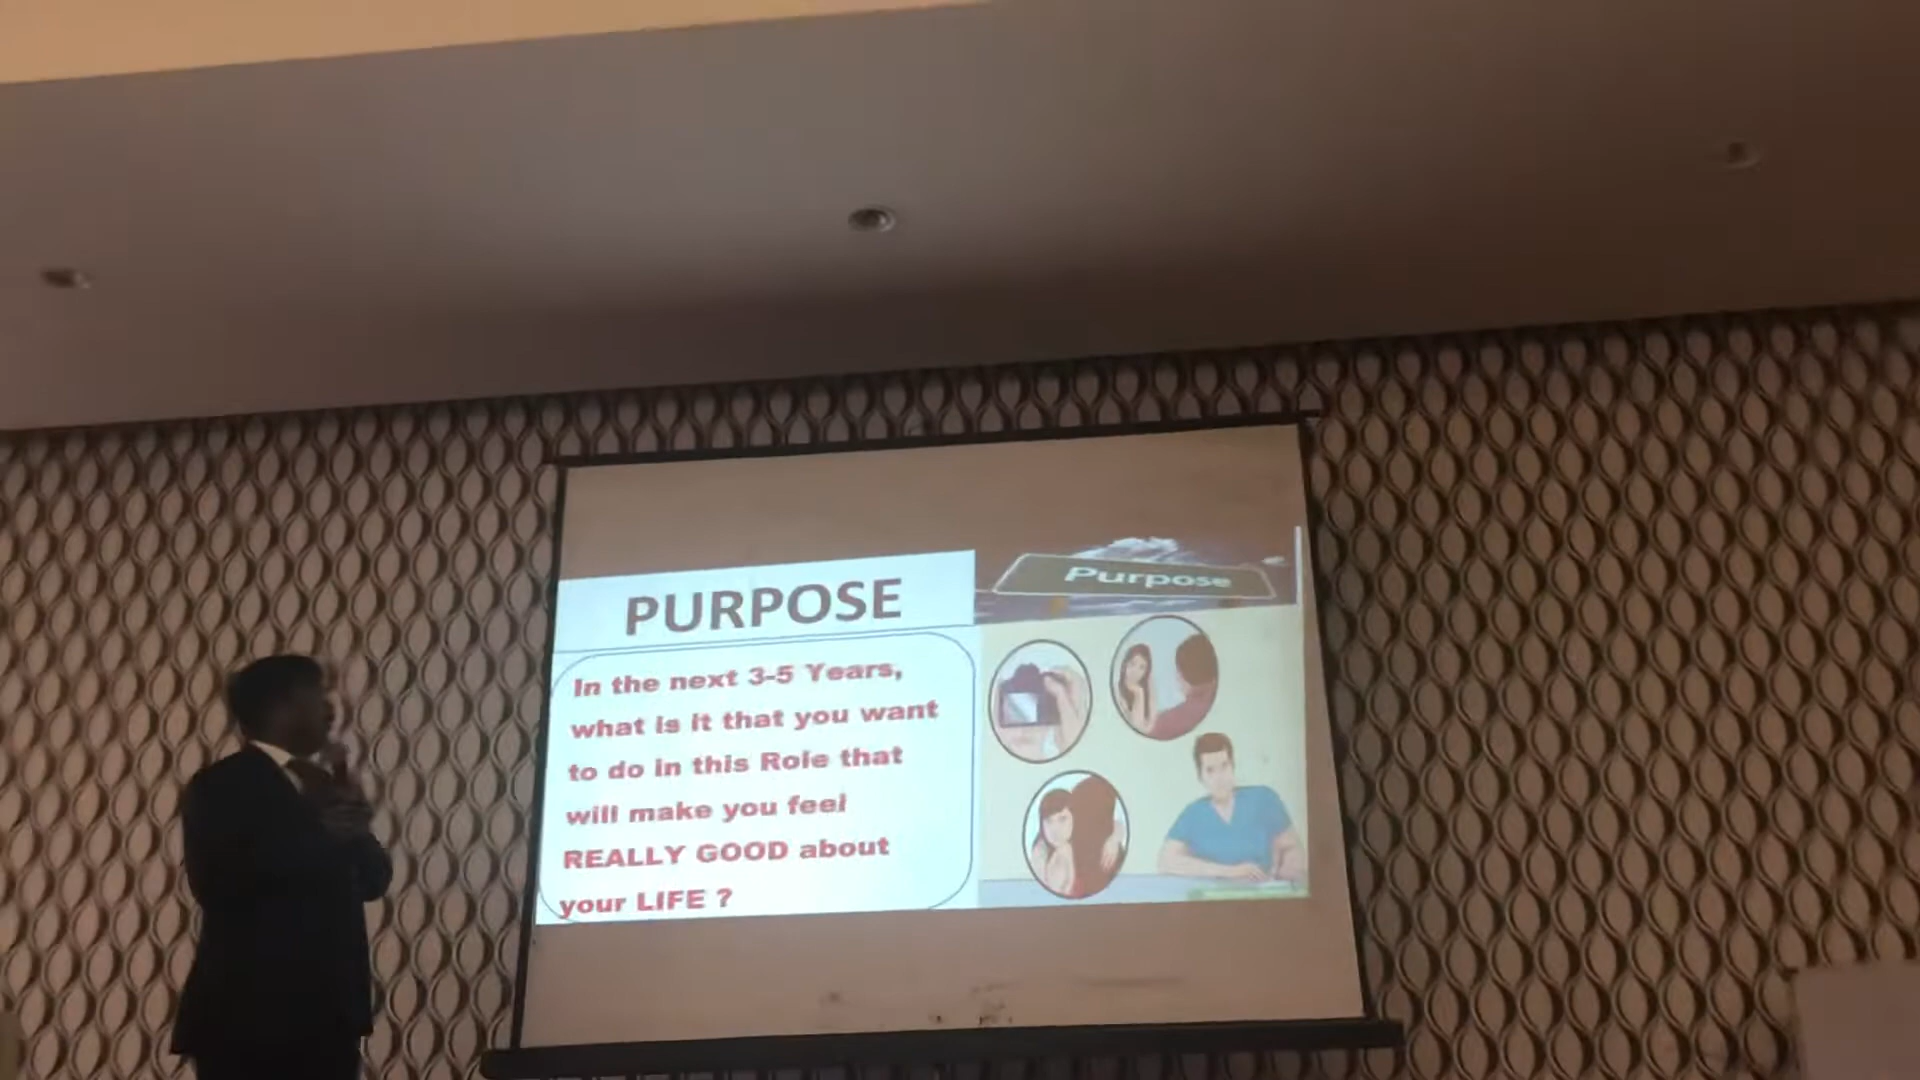 PURPOSE
Purpose
In the next 3-5 Years,
what is it that you want
to do in this Role that
will make you feel
REALLY GOOD about
your LIFE ?